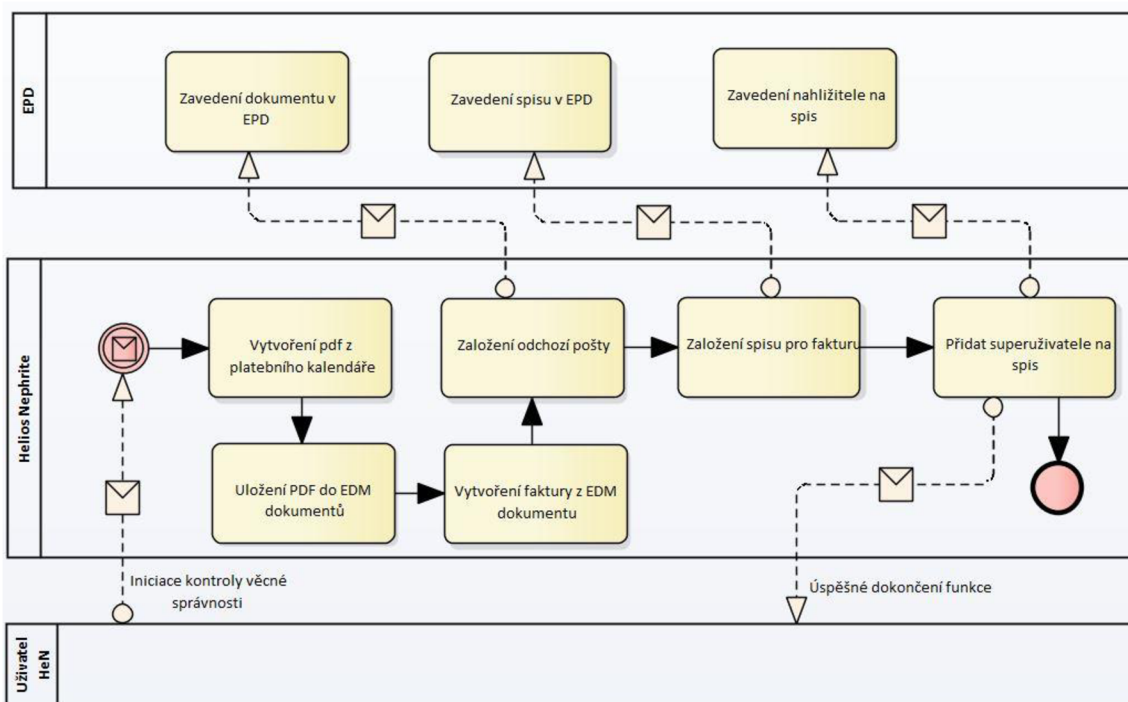 EPD
Zavedení dokumentu v
EPD
Zavedení spisu v EPD
Zavedení nahližitele na
spis
Helios Nephrite
Vytvoření pdf z
platebního kalendáře
Založení odchozí pošty
Založení spisu pro fakturu
Přidat superuživatele na
spis
Uložení PDF do EDM
dokumentů
Vytvoření faktury z EDM
dokumentu
Iniciace kontroly věcné
správnosti
Úspěšné dokončení funkce
Uživatel
HeN